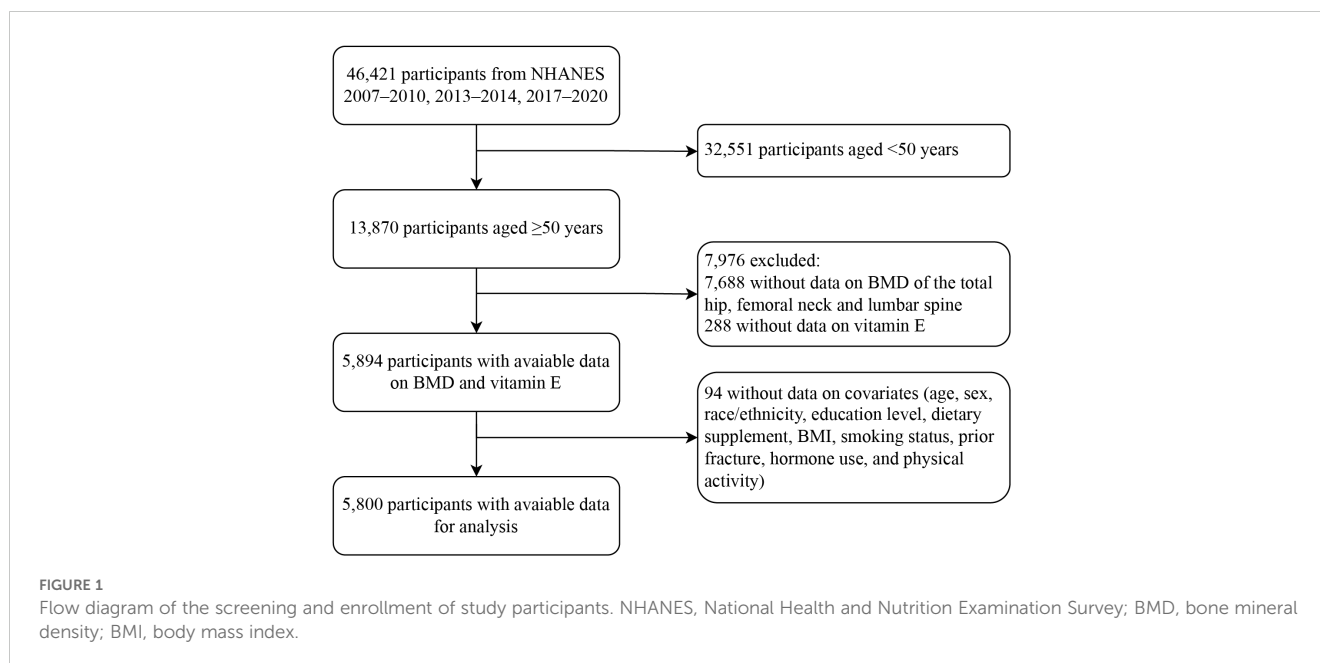 46,421 participants from NHANES
2007–2010, 2013–2014, 2017–2020
32,551 participants aged <50 years
13,870 participants aged ≥50 years
7,976 excluded:
7,688 without data on BMD of the total
hip, femoral neck and lumbar spine
288 without data on vitamin E
5,894 participants with avaiable data
on BMD and vitamin E
94 without data on covariates (age, sex,
race/ethnicity, education level, dietary
supplement, BMI, smoking status, prior
fracture, hormone use, and physical
activity)
5,800 participants with avaiable data
for analysis
FIGURE 1
Flow diagram of the screening and enrollment of study participants. NHANES, National Health and Nutrition Examination Survey; BMD, bone mineral
density; BMI, body mass index.